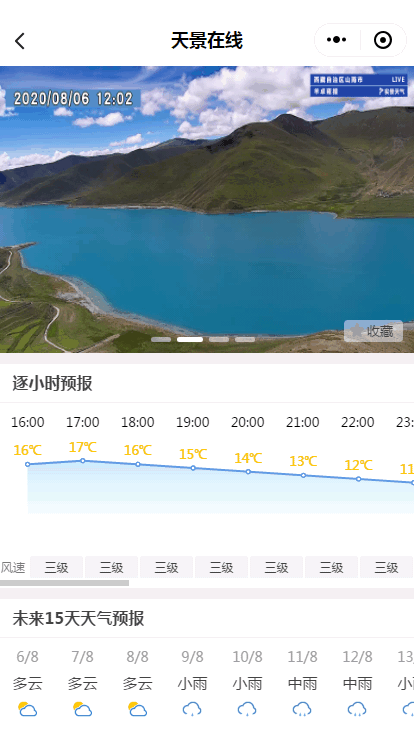 天景在线
西藏自治区山南市 LIVE
2020/08/06 12:02
羊卓雍措
收藏
逐小时预报
16:00 17:00 18:00 19:00 20:00 21:00 22:00 23:
16℃ 17℃ 16℃ 15℃ 14℃ 13℃ 12℃ 11
风速 三级 三级 三级 三级 三级 三级 三级
未来15天天气预报
6/8 7/8 8/8 9/8 10/8 11/8 12/8 13/
多云 多云 多云 小雨 小雨 中雨 中雨 小